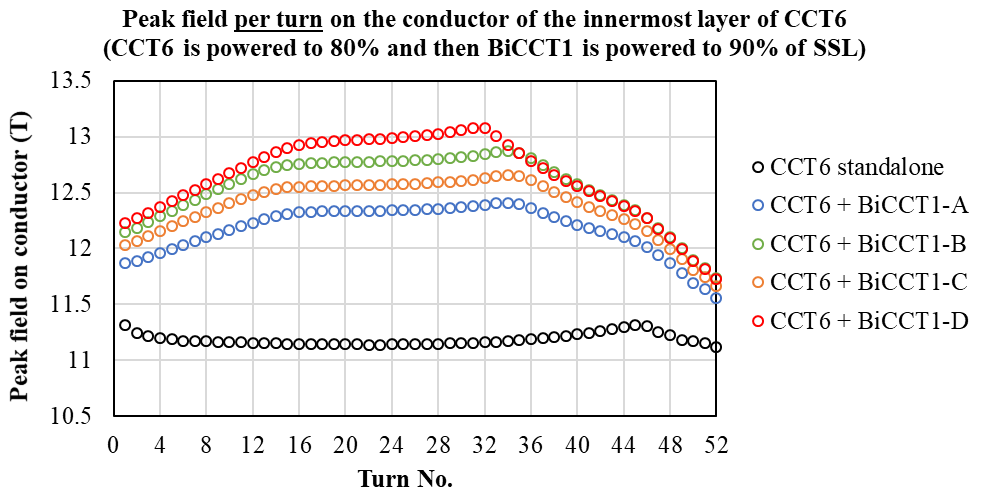 Peak field per turn on the conductor of the innermost layer of CCT6
(CCT6 is powered to 80% and then BiCCT1 is powered to 90% of SSL)
Peak field on conductor (T)
13.5
13
12.5
12
11.5
11
10.5
0 4 8 12 16 20 24 28 32 36 40 44 48 52
Turn No.
CCT6 standalone
CCT6 + BiCCT1-A
CCT6 + BiCCT1-B
CCT6 + BiCCT1-C
CCT6 + BiCCT1-D